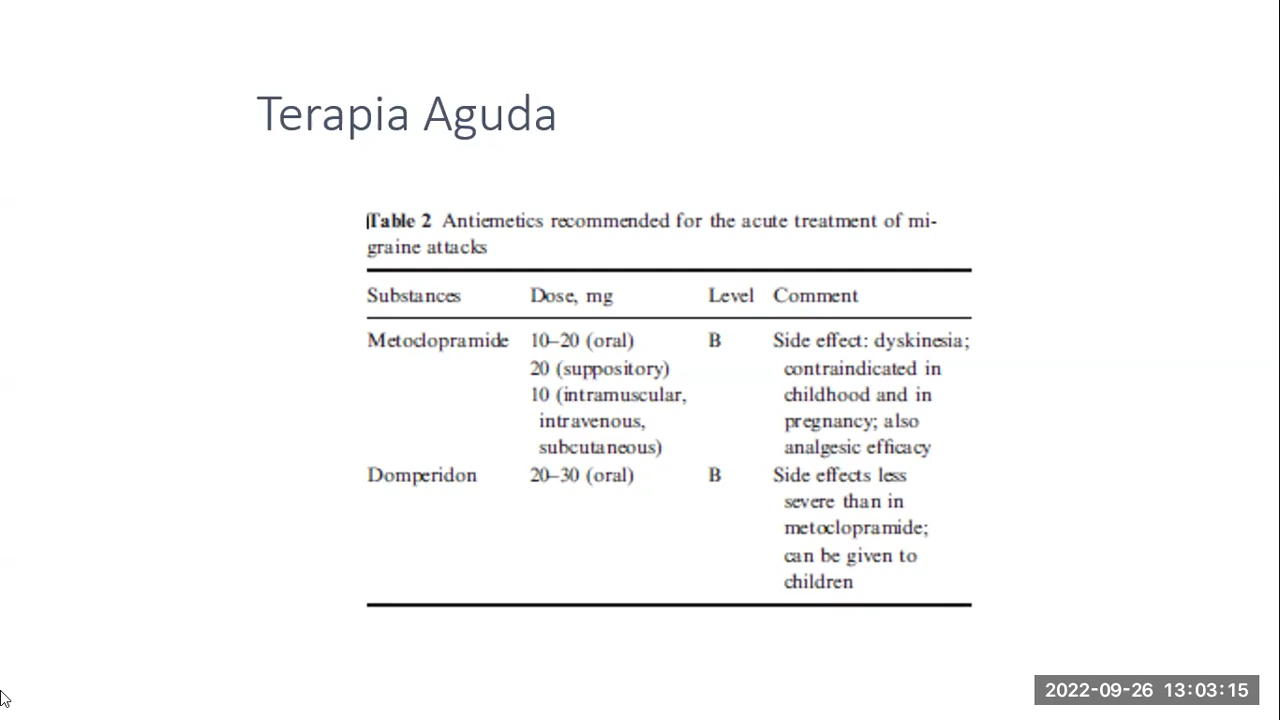 Terapia Aguda
Table 2 Antiemetics recommended for the acute treatment of mi-
graine attacks
Substances Dose, mg Level Comment
Metoclopramide 10–20 (oral) B Side effect: dyskinesia;
20 (suppository) contraindicated in
10 (intramuscular, childhood and in
intravenous, pregnancy; also
subcutaneous) analgesic efficacy
Domperidon 20–30 (oral) B Side effects less
severe than in
metoclopramide;
can be given to
children
2022-09-26 13:03:15